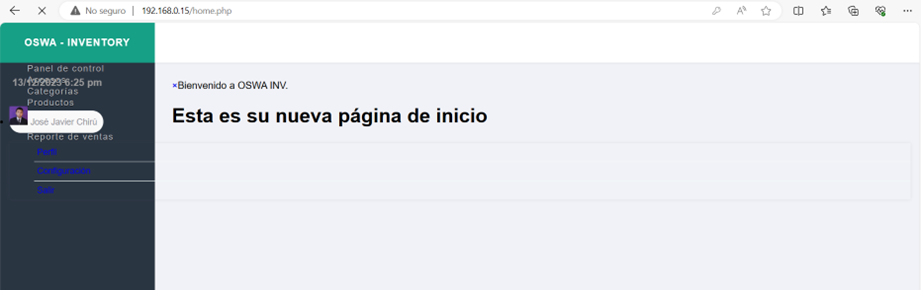 No seguro | 192.168.0.15/home.php
OSWA - INVENTORY
Panel de control
Accesos
13/12/2023 6:25 pm
Categorías
Productos
José Javier Chirú
Reporte de ventas
Perfil
Configuración
Salir
×Bienvenido a OSWA INV.
Esta es su nueva página de inicio